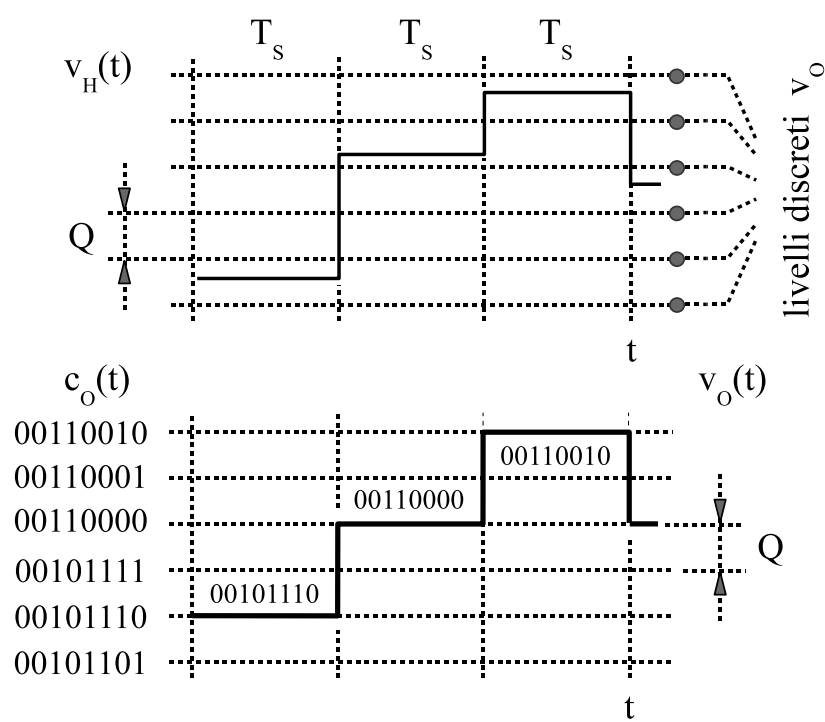 T_S T_S T_S
v_H(t)
Q
livelli discreti v_O
t
c_O(t) v_O(t)
00110010
00110001
00110000
00101111
00101110
00101101
00110010
00110000
00101110
Q
t